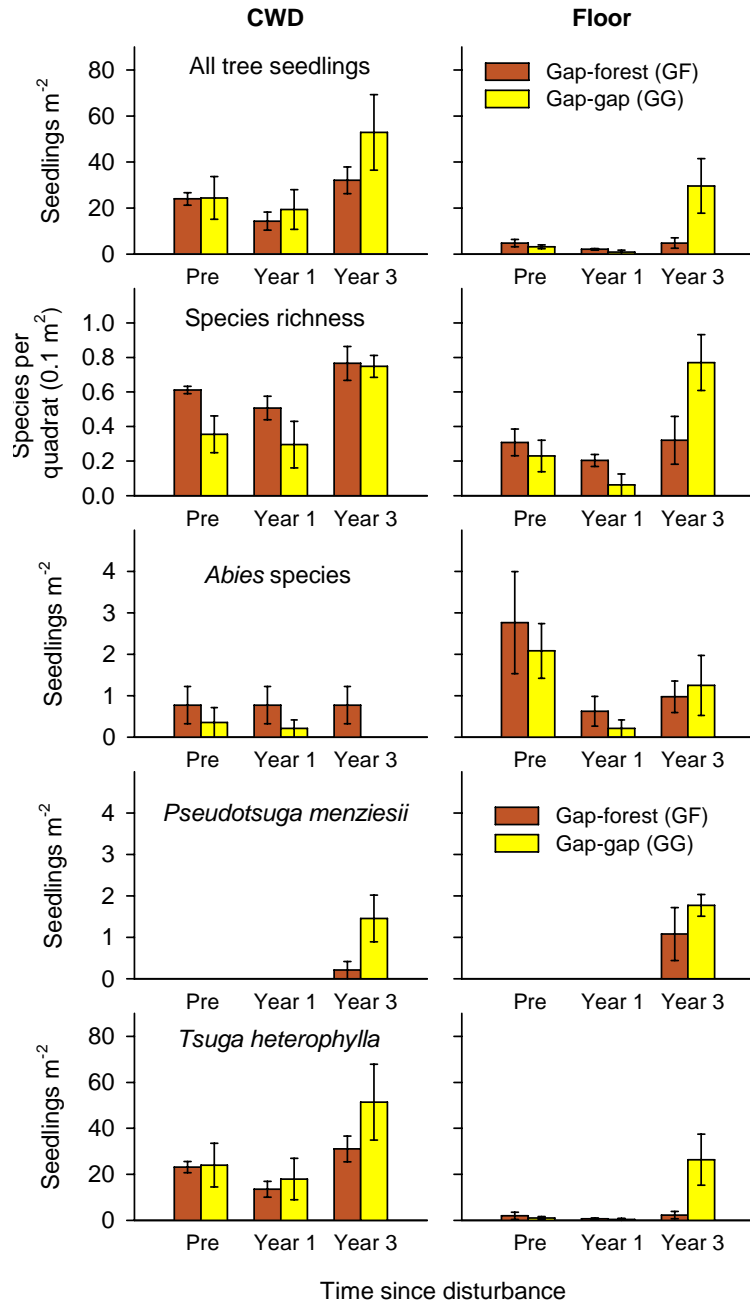 CWD Floor
All tree seedlings
Gap-forest (GF)
Gap-gap (GG)
Seedlings m-2
80
60
40
20
0
Pre Year 1 Year 3 Pre Year 1 Year 3
Species richness
Species per
quadrat (0.1 m2)
1.0
0.8
0.6
0.4
0.2
0.0
Pre Year 1 Year 3 Pre Year 1 Year 3
Abies species
Seedlings m-2
4
3
2
1
0
Pre Year 1 Year 3 Pre Year 1 Year 3
Pseudotsuga menziesii
Gap-forest (GF)
Gap-gap (GG)
Seedlings m-2
4
3
2
1
0
Pre Year 1 Year 3 Pre Year 1 Year 3
Tsuga heterophylla
Seedlings m-2
80
60
40
20
0
Pre Year 1 Year 3 Pre Year 1 Year 3
Time since disturbance